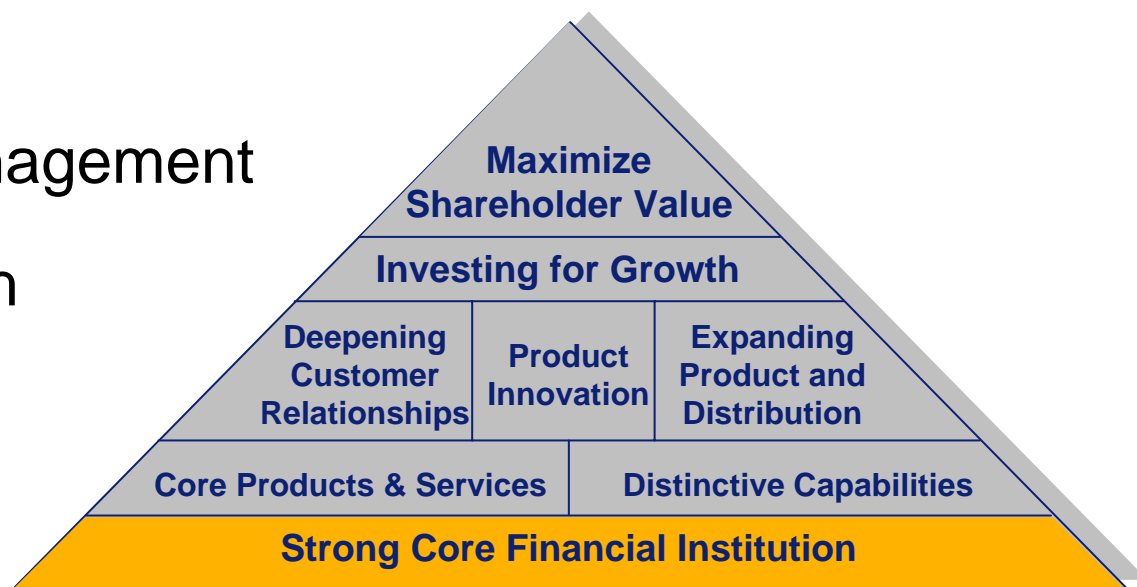 nagement
n
Maximize
Shareholder Value
Investing for Growth
Deepening
Customer
Relationships
Product
Innovation
Expanding
Product and
Distribution
Core Products & Services
Distinctive Capabilities
Strong Core Financial Institution